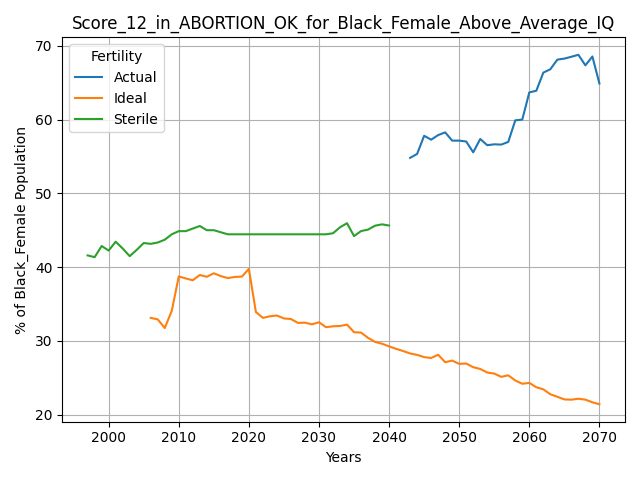 Score_12_in_ABORTION_OK_for_Black_Female_Above_Average_IQ
Fertility
Actual
Ideal
Sterile
% of Black_Female Population
70
60
50
40
30
20
2000 2010 2020 2030 2040 2050 2060 2070
Years